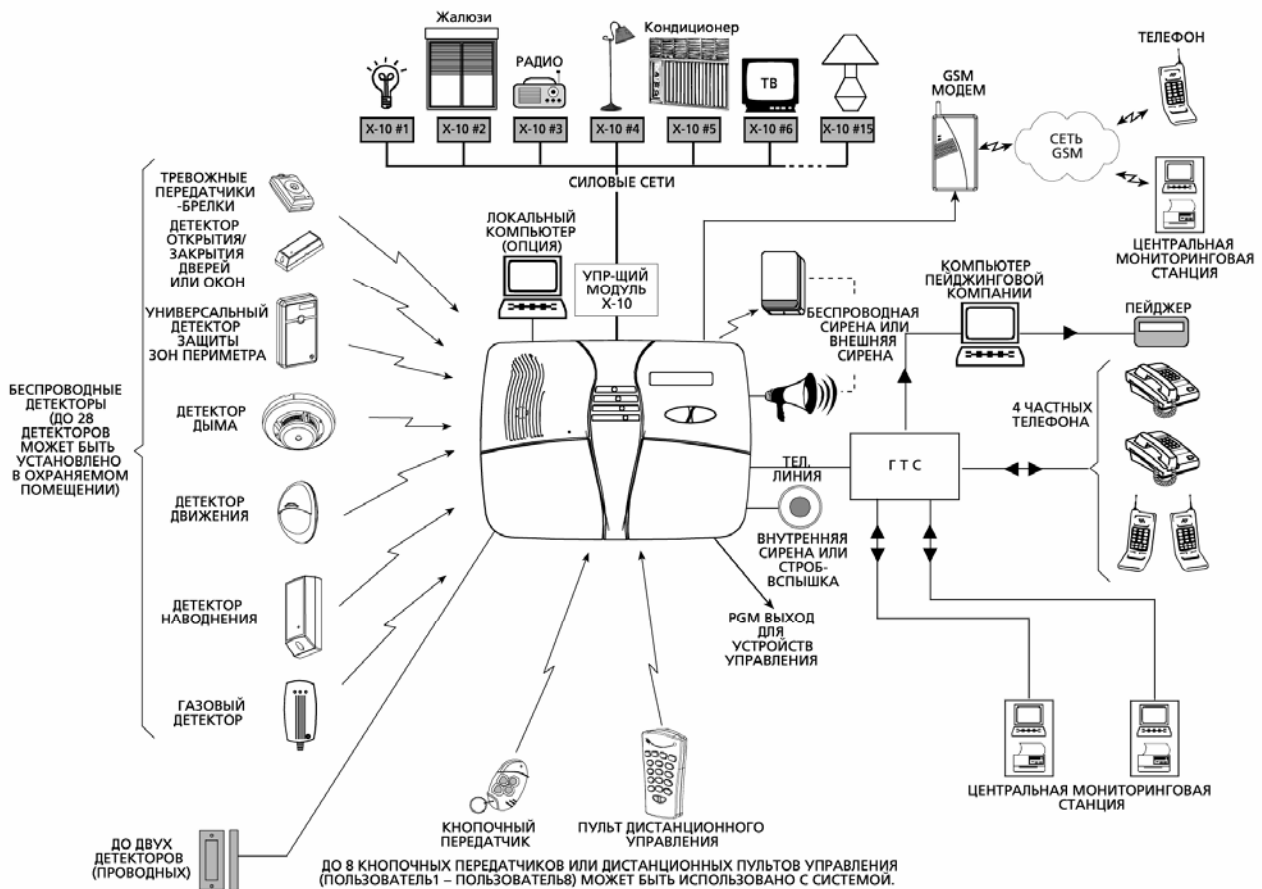 Жалюзи
РАДИО
Кондиционер
ТВ
X-10 #1
X-10 #2
X-10 #3
X-10 #4
X-10 #5
X-10 #6
X-10 #15
СИЛОВЫЕ СЕТИ
GSM
МОДЕМ
ТЕЛЕФОН
СЕТЬ
GSM
ЦЕНТРАЛЬНАЯ
МОНИТОРИНГОВАЯ
СТАНЦИЯ
ТРЕВОЖНЫЕ
ПЕРЕДАТЧИКИ
-БРЕЛКИ
ДЕТЕКТОР
ОТКРЫТИЯ/
ЗАКРЫТИЯ
ДВЕРЕЙ
ИЛИ ОКОН
УНИВЕРСАЛЬНЫЙ
ДЕТЕКТОР
ЗАЩИТЫ
ЗОН ПЕРИМЕТРА
ДЕТЕКТОР
ДЫМА
ДЕТЕКТОР
ДВИЖЕНИЯ
ДЕТЕКТОР
НАВОДНЕНИЯ
ГАЗОВЫЙ
ДЕТЕКТОР
БЕСПРОВОДНЫЕ
ДЕТЕКТОРЫ
(ДО 28
ДЕТЕКТОРОВ
МОЖЕТ БЫТЬ
УСТАНОВЛЕНО
В ОХРАНЯЕМОМ
ПОМЕЩЕНИИ)
ЛОКАЛЬНЫЙ
КОМПЬЮТЕР
(ОПЦИЯ)
УПР-ЩИЙ
МОДУЛЬ
X-10
БЕСПРОВОДНАЯ
СИРЕНА ИЛИ
ВНЕШНЯЯ
СИРЕНА
КОМПЬЮТЕР
ПЕЙДЖИНГОВОЙ
КОМПАНИИ
ПЕЙДЖЕР
4 ЧАСТНЫХ
ТЕЛЕФОНА
ТЕЛ.
ЛИНИЯ
ГТС
ВНУТРЕННЯЯ
СИРЕНА ИЛИ
СТРОБ-
ВСПЫШКА
PGM ВЫХОД
ДЛЯ
УСТРОЙСТВ
УПРАВЛЕНИЯ
ЦЕНТРАЛЬНАЯ МОНИТОРИНГОВАЯ
СТАНЦИЯ
КНОПОЧНЫЙ
ПЕРЕДАТЧИК
ПУЛЬТ ДИСТАНЦИОННОГО
УПРАВЛЕНИЯ
ДО ДВУХ
ДЕТЕКТОРОВ
(ПРОВОДНЫХ)
ДО 8 КНОПОЧНЫХ ПЕРЕДАТЧИКОВ ИЛИ ДИСТАНЦИОННЫХ ПУЛЬТОВ УПРАВЛЕНИЯ
(ПОЛЬЗОВАТЕЛЬ1 – ПОЛЬЗОВАТЕЛЬ8) МОЖЕТ БЫТЬ ИСПОЛЬЗОВАНО С СИСТЕМОЙ.